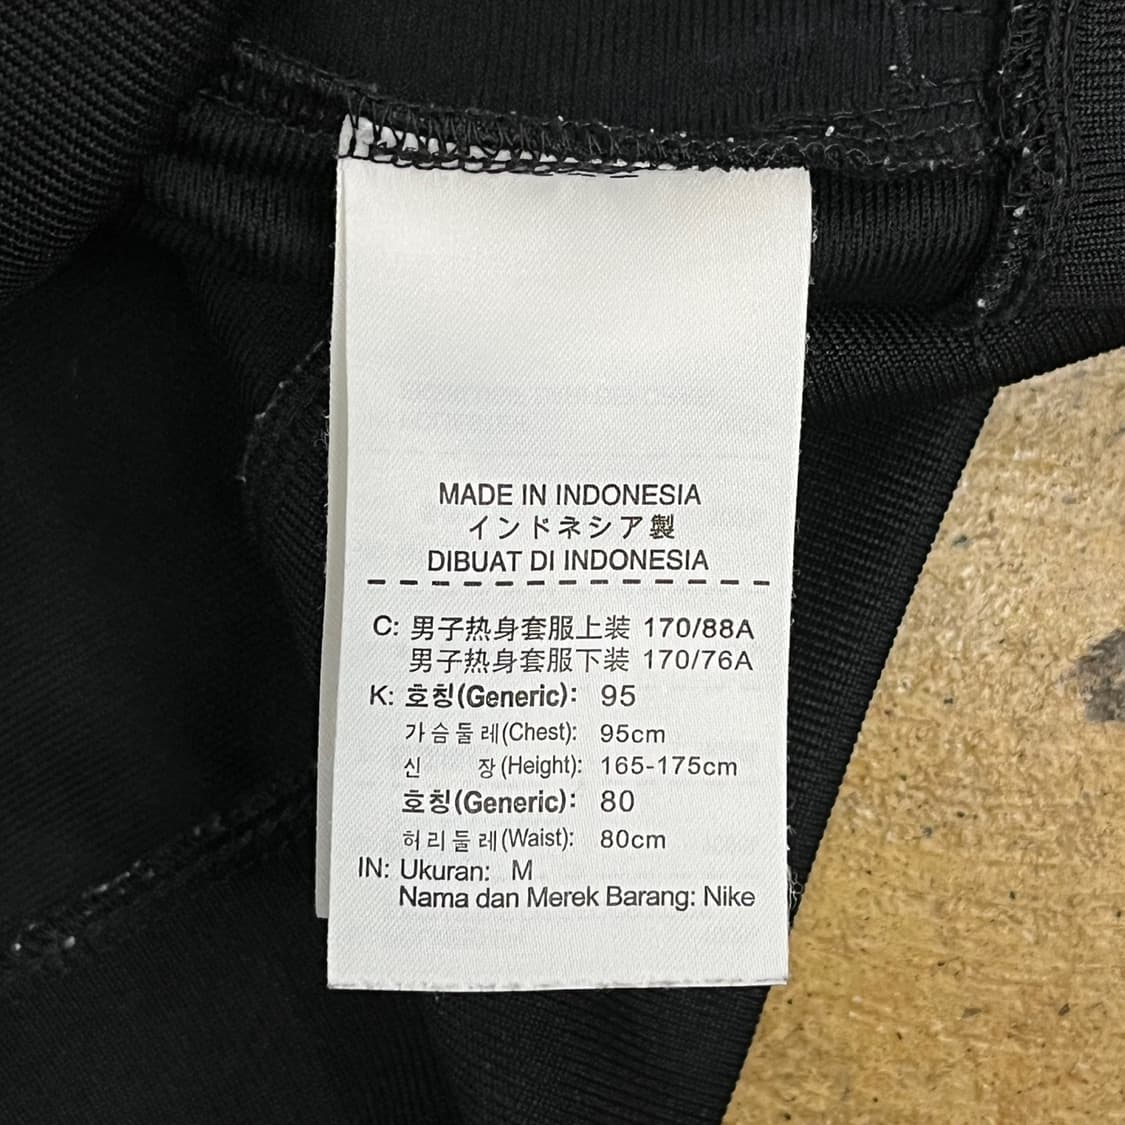 MADE IN INDONESIA
インドネシア製
DIBUAT DI INDONESIA
C: 男子热身套服上装 170/88A
男子热身套服下装 170/76A
K: 호칭(Generic): 95
가슴둘레(Chest): 95cm
신 장(Height): 165-175cm
호칭(Generic): 80
허리둘레(Waist): 80cm
IN: Ukuran: M
Nama dan Merek Barang: Nike